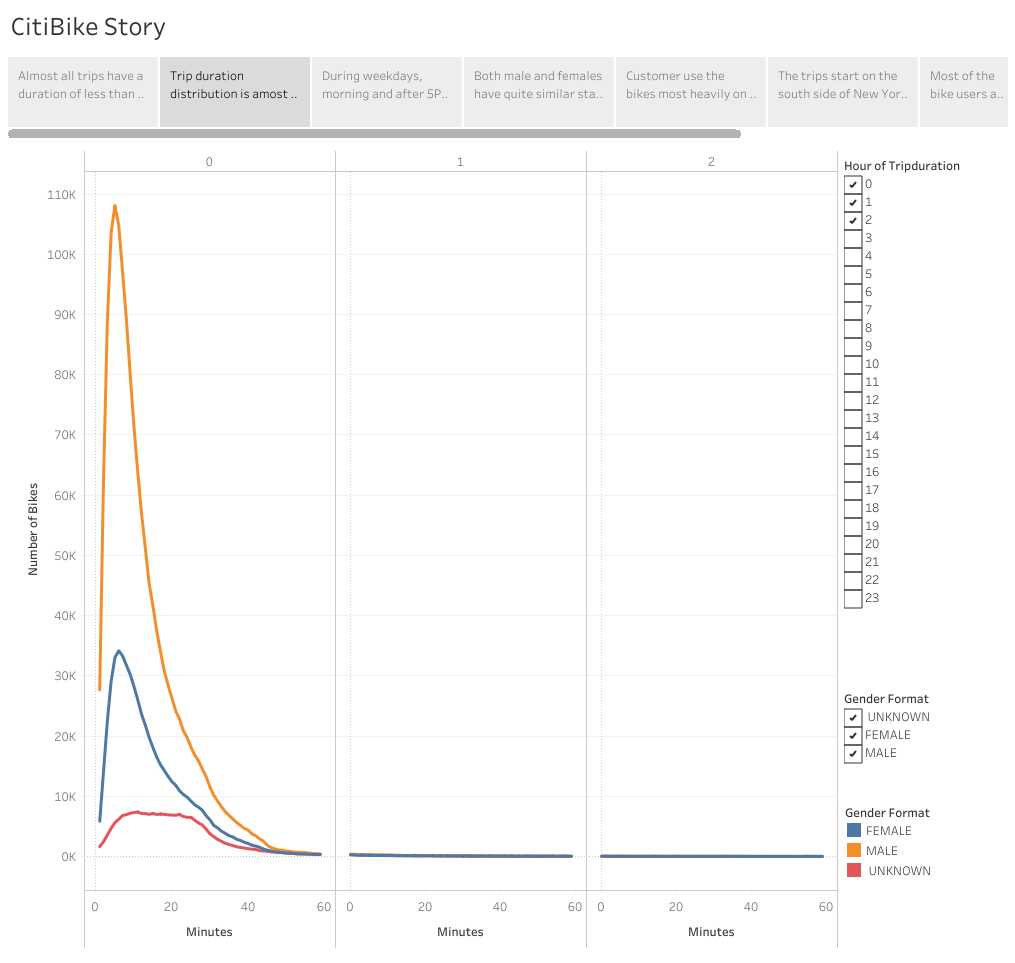 CitiBike Story
Almost all trips have a
duration of less than ..
Trip duration
distribution is amost ..
During weekdays,
morning and after 5P..
Both male and females
have quite similar sta..
Customer use the
bikes most heavily on ..
The trips start on the
south side of New Yor..
Most of the
bike users a..
0 1 2
110K
100K
90K
80K
70K
60K
50K
40K
30K
20K
10K
0K
Number of Bikes
0 20 40 60 0 20 40 60 0 20 40 60
Minutes Minutes Minutes
Hour of Tripduration
0
1
2
3
4
5
6
7
8
9
10
11
12
13
14
15
16
17
18
19
20
21
22
23
Gender Format
UNKNOWN
FEMALE
MALE
Gender Format
FEMALE
MALE
UNKNOWN